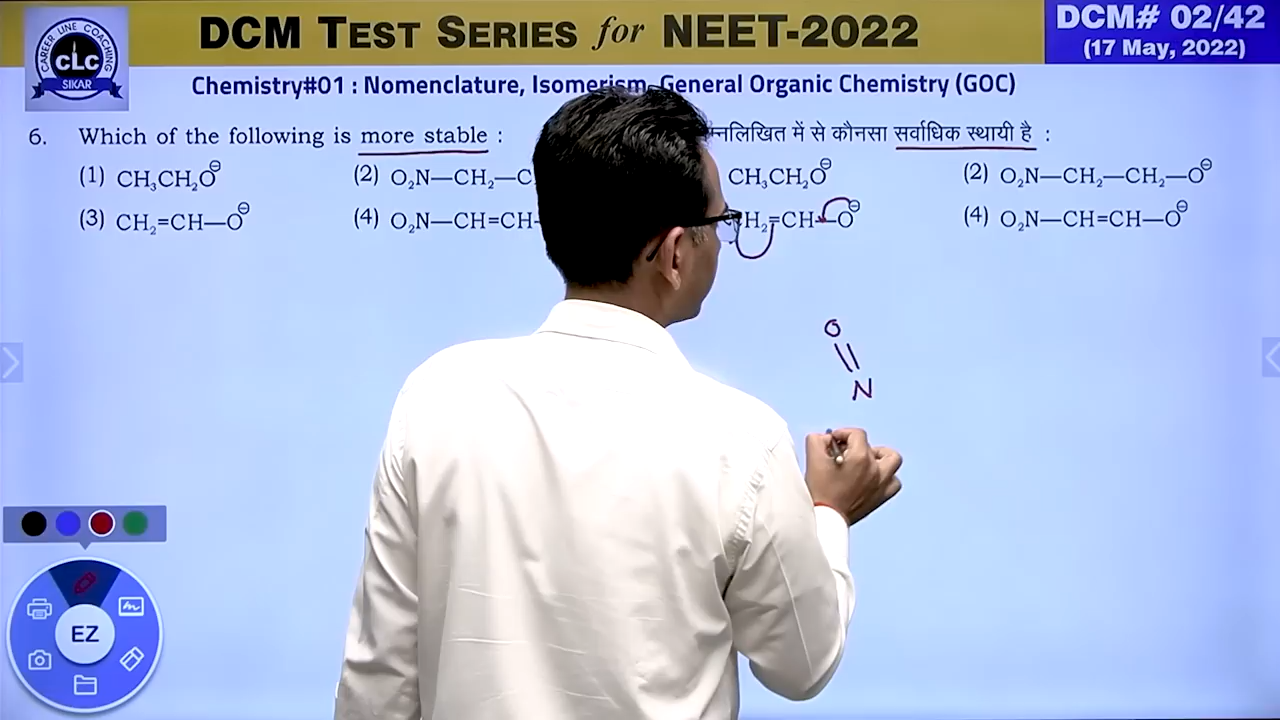 CAREER LINE COACHING
CLC
SIKAR
DCM TEST SERIES for NEET-2022
DCM# 02/42
(17 May, 2022)
Chemistry#01 : Nomenclature, Isomerism, General Organic Chemistry (GOC)
6. Which of the following is more stable :
में से कौनसा सर्वाधिक स्थायी है :
(1) CH₃CH₂O⊖
(2) O₂N—CH₂—C
CH₃CH₂O⊖
(2) O₂N—CH₂—CH₂—O⊖
(3) CH₂=CH—O⊖
(4) O₂N—CH=CH
H₂=CH—O⊖
(4) O₂N—CH=CH—O⊖
O
N
EZ